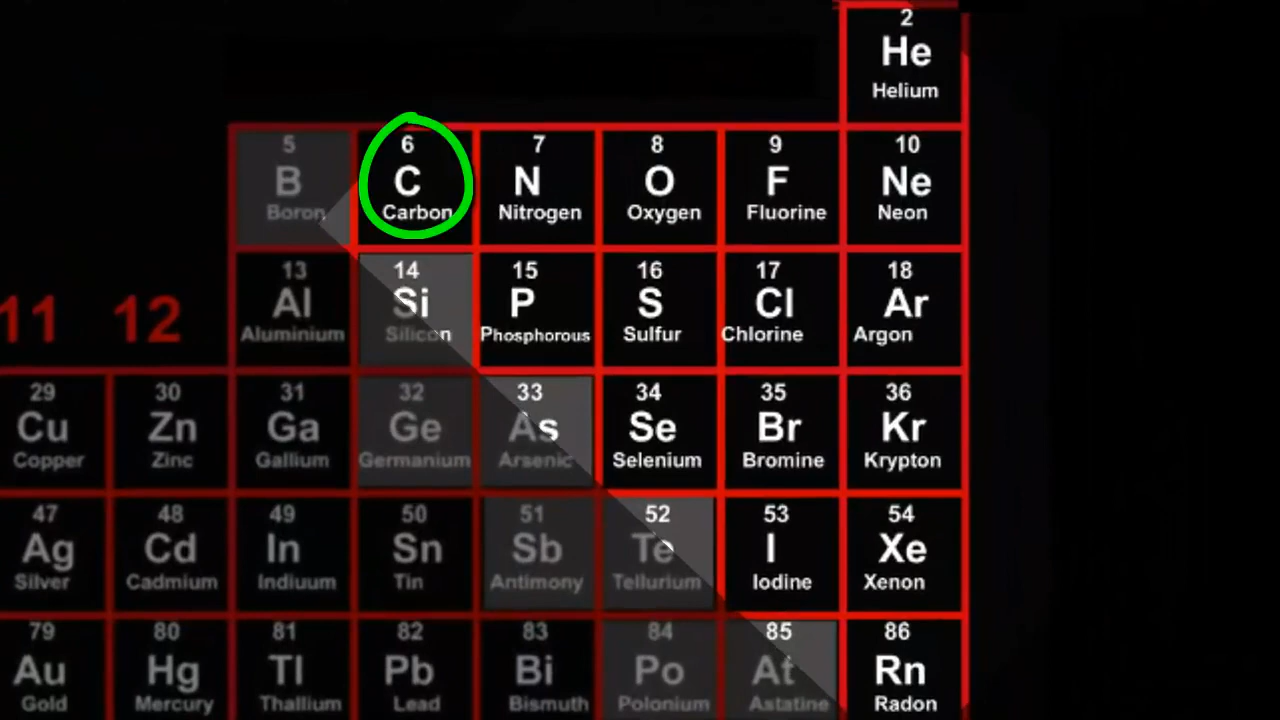 2
He
Helium
5 6 7 8 9 10
B C N O F Ne
Boron Carbon Nitrogen Oxygen Fluorine Neon
13 14 15 16 17 18
11 12 Al Si P S Cl Ar
Aluminium Silicon Phosphorous Sulfur Chlorine Argon
29 30 31 32 33 34 35 36
Cu Zn Ga Ge As Se Br Kr
Copper Zinc Gallium Germanium Arsenic Selenium Bromine Krypton
47 48 49 50 51 52 53 54
Ag Cd In Sn Sb Te I Xe
Silver Cadmium Indiuum Tin Antimony Tellurium Iodine Xenon
79 80 81 82 83 84 85 86
Au Hg Tl Pb Bi Po At Rn
Gold Mercury Thallium Lead Bismuth Polonium Astatine Radon